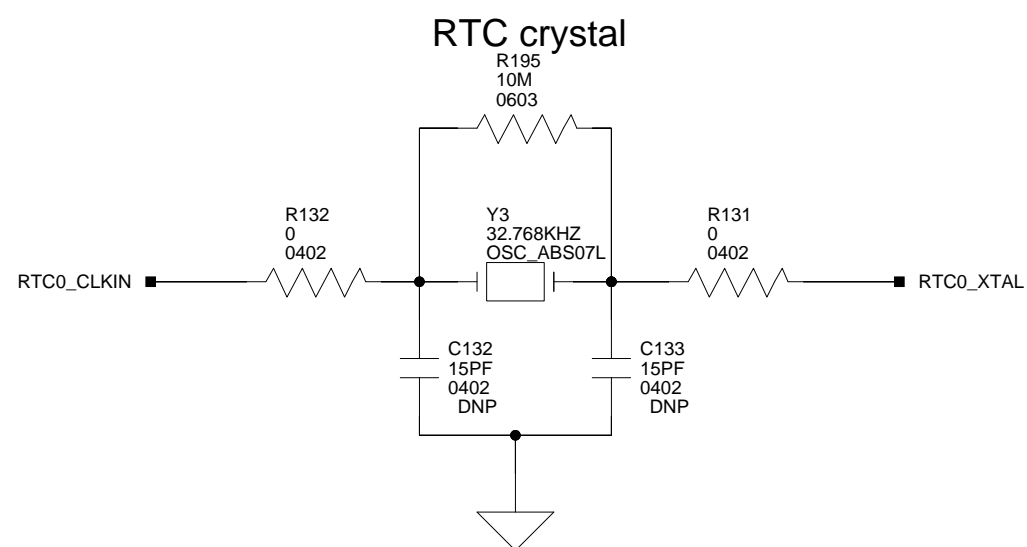 RTC crystal
R195
10M
0603
R132
0
0402
Y3
32.768KHZ
OSC_ABS07L
R131
0
0402
RTC0_CLKIN
RTC0_XTAL
C132
15PF
0402
DNP
C133
15PF
0402
DNP